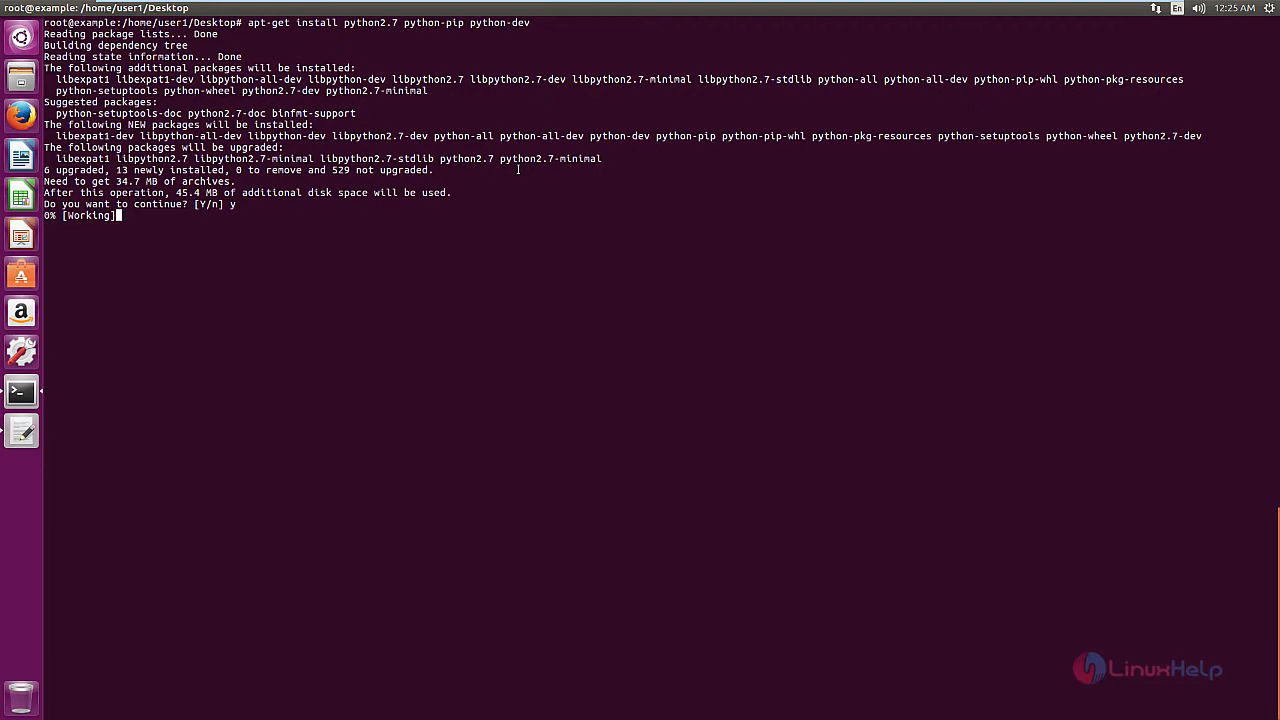 root@example: /home/user1/Desktop
En
12:25 AM
root@example:/home/user1/Desktop# apt-get install python2.7 python-pip python-dev
Reading package lists... Done
Building dependency tree
Reading state information... Done
The following additional packages will be installed:
libexpat1 libexpat1-dev libpython-all-dev libpython-dev libpython2.7 libpython2.7-dev libpython2.7-minimal libpython2.7-stdlib python-all python-all-dev python-pip-whl python-pkg-resources
python-setuptools python-wheel python2.7-dev python2.7-minimal
Suggested packages:
python-setuptools-doc python2.7-doc binfmt-support
The following NEW packages will be installed:
libexpat1-dev libpython-all-dev libpython-dev libpython2.7-dev python-all python-all-dev python-dev python-pip python-pip-whl python-pkg-resources python-setuptools python-wheel python2.7-dev
The following packages will be upgraded:
libexpat1 libpython2.7 libpython2.7-minimal libpython2.7-stdlib python2.7 python2.7-minimal
6 upgraded, 13 newly installed, 0 to remove and 529 not upgraded.
Need to get 34.7 MB of archives.
After this operation, 45.4 MB of additional disk space will be used.
Do you want to continue? [Y/n] y
0% [Working]
LinuxHelp